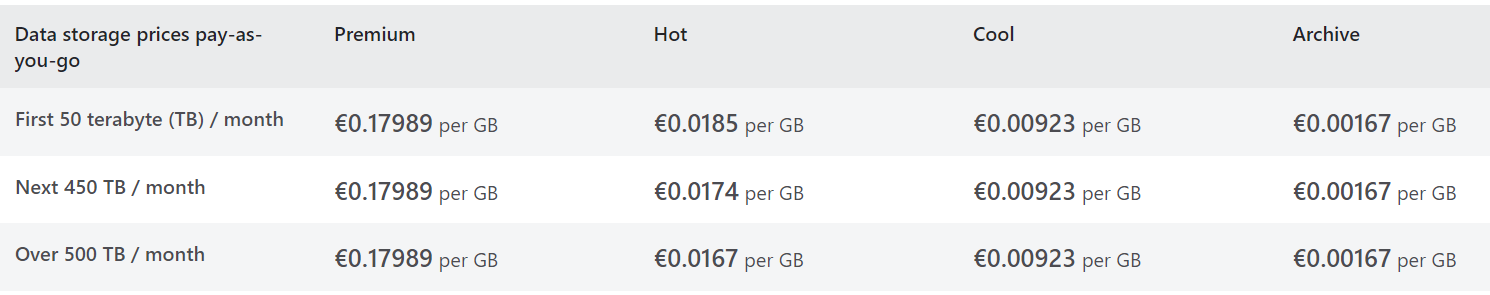 Data storage prices pay-as-
you-go
Premium
Hot
Cool
Archive
First 50 terabyte (TB) / month
€0.17989 per GB
€0.0185 per GB
€0.00923 per GB
€0.00167 per GB
Next 450 TB / month
€0.17989 per GB
€0.0174 per GB
€0.00923 per GB
€0.00167 per GB
Over 500 TB / month
€0.17989 per GB
€0.0167 per GB
€0.00923 per GB
€0.00167 per GB